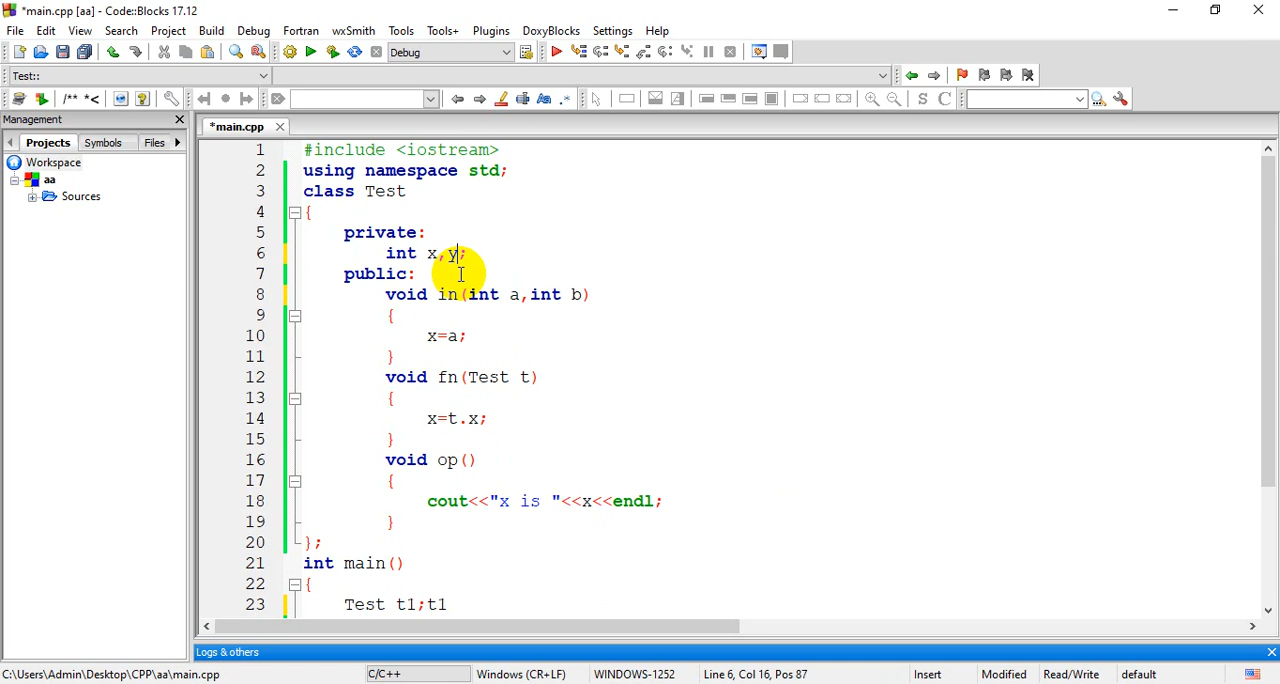 *main.cpp [aa] - Code::Blocks 17.12
File Edit View Search Project Build Debug Fortran wxSmith Tools Tools+ Plugins DoxyBlocks Settings Help
Debug
Test::
/** *<
S C
Management
Projects Symbols Files
*main.cpp
Workspace
aa
Sources
1 #include <iostream>
2 using namespace std;
3 class Test
4 {
5 private:
6 int x,y;
7 public:
8 void in(int a,int b)
9 {
10 x=a;
11 }
12 void fn(Test t)
13 {
14 x=t.x;
15 }
16 void op()
17 {
18 cout<<"x is "<<x<<endl;
19 }
20 };
21 int main()
22 {
23 Test t1;t1
Logs & others
C:\Users\Admin\Desktop\CPP\aa\main.cpp C/C++ Windows (CR+LF) WINDOWS-1252 Line 6, Col 16, Pos 87 Insert Modified Read/Write default